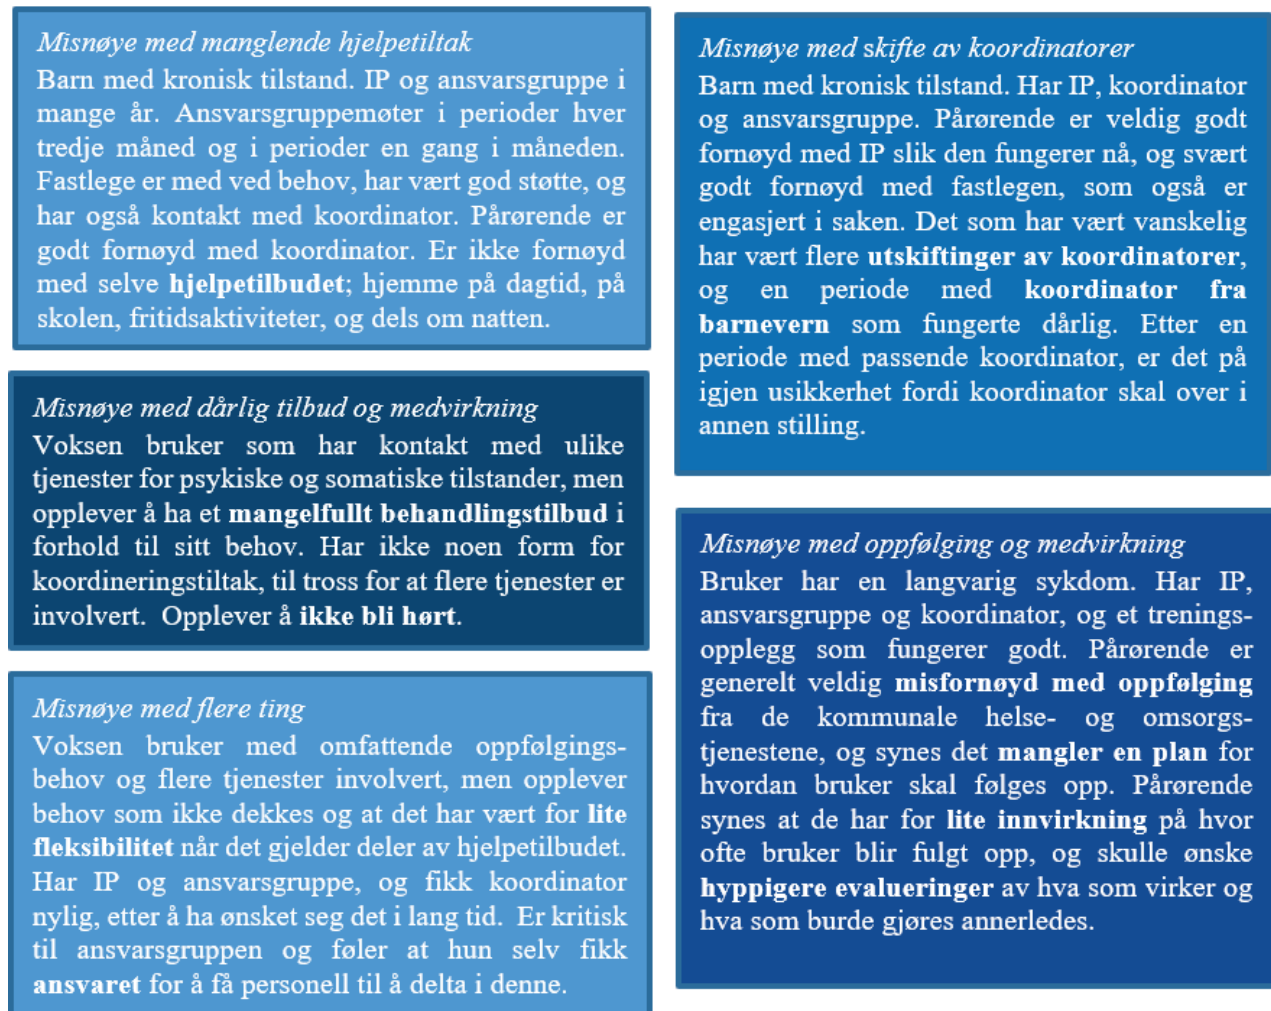 Misnøye med manglende hjelpetiltak
Barn med kronisk tilstand. IP og ansvarsgruppe i
mange år. Ansvarsgruppemøter i perioder hver
tredje måned og i perioder en gang i måneden.
Fastlege er med ved behov, har vært god støtte, og
har også kontakt med koordinator. Pårørende er
godt fornøyd med koordinator. Er ikke fornøyd
med selve hjelpetilbudet; hjemme på dagtid, på
skolen, fritidsaktiviteter, og dels om natten.
Misnøye med dårlig tilbud og medvirkning
Voksen bruker som har kontakt med ulike
tjenester for psykiske og somatiske tilstander, men
opplever å ha et mangelfullt behandlingstilbud i
forhold til sitt behov. Har ikke noen form for
koordineringstiltak, til tross for at flere tjenester er
involvert. Opplever å ikke bli hørt.
Misnøye med flere ting
Voksen bruker med omfattende oppfølgings-
behov og flere tjenester involvert, men opplever
behov som ikke dekkes og at det har vært for lite
fleksibilitet når det gjelder deler av hjelpetilbudet.
Har IP og ansvarsgruppe, og fikk koordinator
nylig, etter å ha ønsket seg det i lang tid. Er kritisk
til ansvarsgruppen og føler at hun selv fikk
ansvaret for å få personell til å delta i denne.
Misnøye med skifte av koordinatorer
Barn med kronisk tilstand. Har IP, koordinator
og ansvarsgruppe. Pårørende er veldig godt
fornøyd med IP slik den fungerer nå, og svært
godt fornøyd med fastlegen, som også er
engasjert i saken. Det som har vært vanskelig
har vært flere utskiftinger av koordinatorer,
og en periode med koordinator fra
barnevern som fungerte dårlig. Etter en
periode med passende koordinator, er det på
igjen usikkerhet fordi koordinator skal over i
annen stilling.
Misnøye med oppfølging og medvirkning
Bruker har en langvarig sykdom. Har IP,
ansvarsgruppe og koordinator, og et trenings-
opplegg som fungerer godt. Pårørende er
generelt veldig misfornøyd med oppfølging
fra de kommunale helse- og omsorgs-
tjenestene, og synes det mangler en plan for
hvordan bruker skal følges opp. Pårørende
synes at de har for lite innvirkning på hvor
ofte bruker blir fulgt opp, og skulle ønske
hyppigere evalueringer av hva som virker og
hva som burde gjøres annerledes.